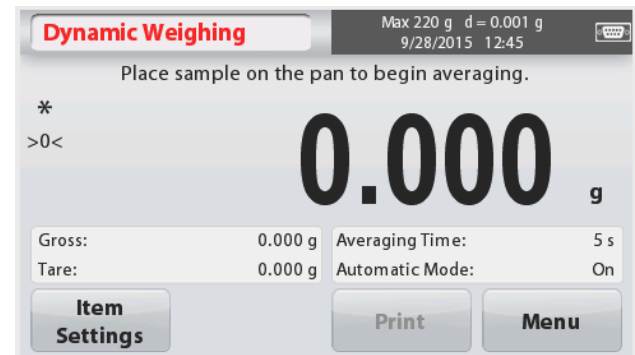 Dynamic Weighing
Max 220 g d = 0.001 g
9/28/2015 12:45
Place sample on the pan to begin averaging.
*
>0<
0.000 g
Gross: 0.000 g
Tare: 0.000 g
Averaging Time: 5 s
Automatic Mode: On
Item
Settings
Print
Menu